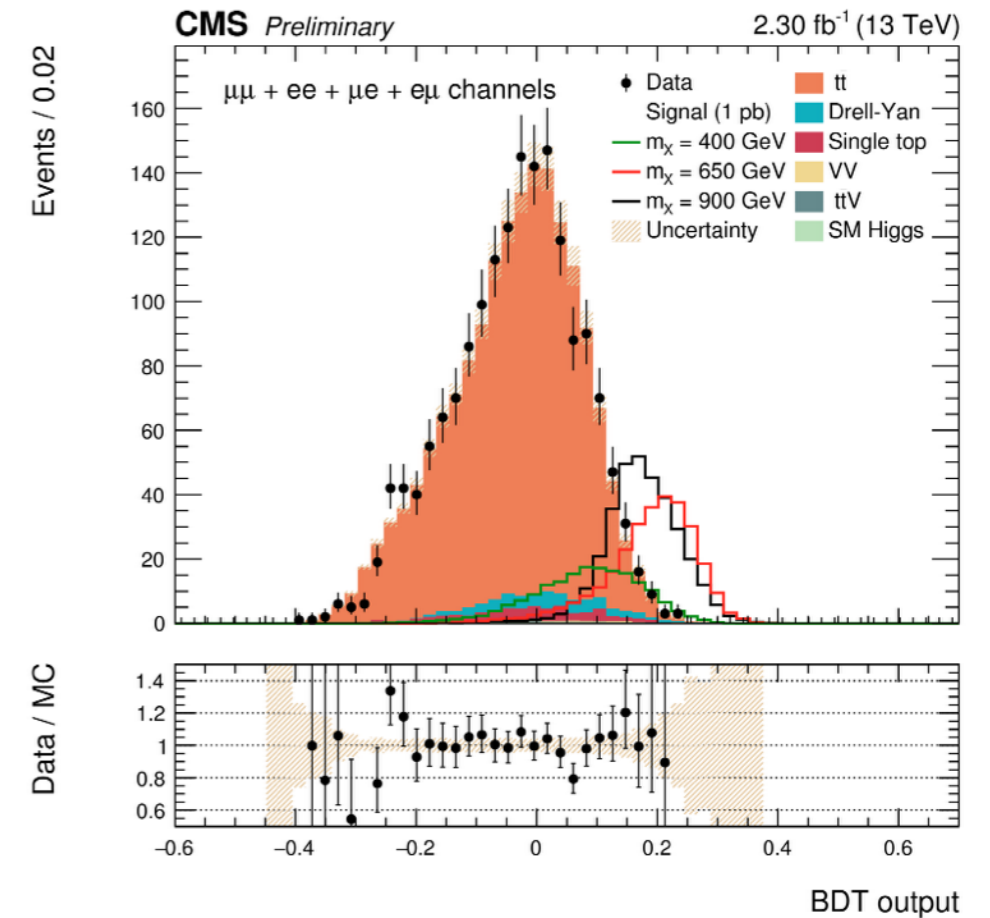 CMS Preliminary 2.30 fb⁻¹ (13 TeV)
Events / 0.02
μμ + ee + μe + eμ channels
Data
Signal (1 pb)
m_X = 400 GeV
m_X = 650 GeV
m_X = 900 GeV
Uncertainty
tt
Drell-Yan
Single top
VV
ttV
SM Higgs
160
140
120
100
80
60
40
20
0
Data / MC
1.4
1.2
1
0.8
0.6
−0.6 −0.4 −0.2 0 0.2 0.4 0.6
BDT output